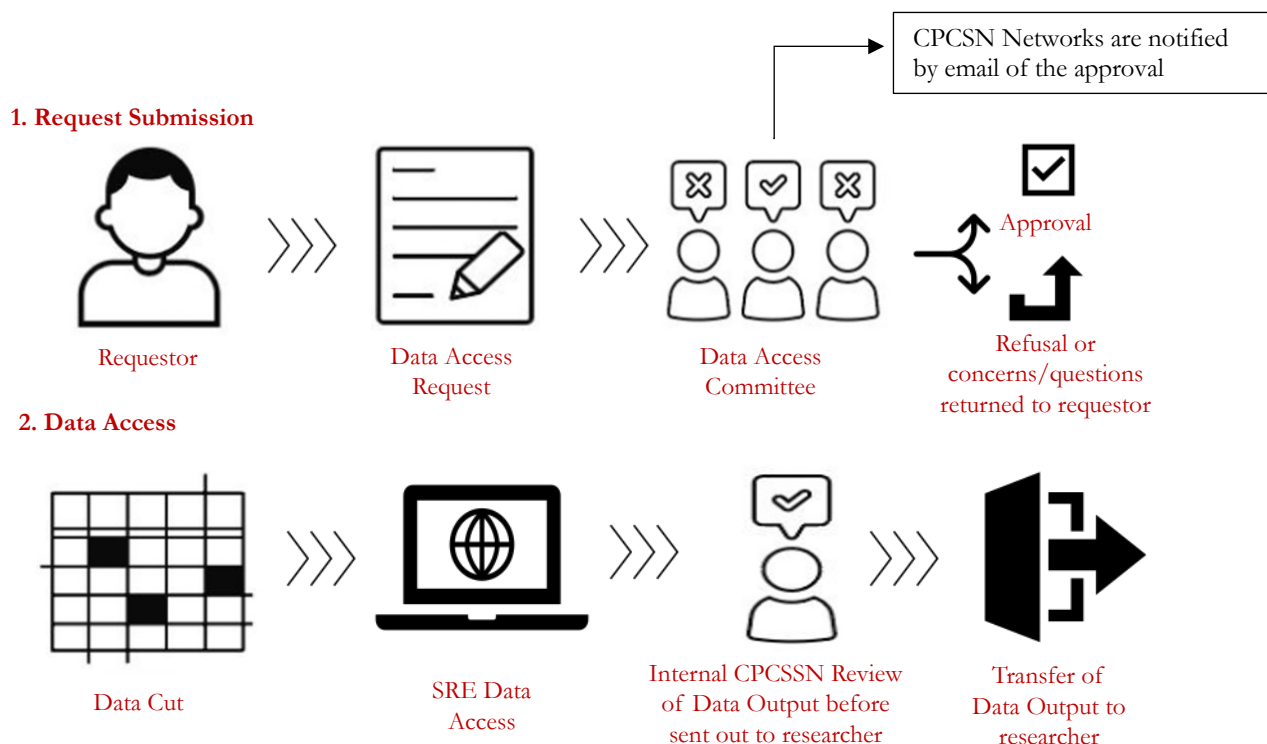 CPCSN Networks are notified
by email of the approval
1. Request Submission
Approval
Requestor
Data Access
Request
Data Access
Committee
Refusal or
concerns/questions
returned to requestor
2. Data Access
Data Cut
SRE Data
Access
Internal CPCSSN Review
of Data Output before
sent out to researcher
Transfer of
Data Output to
researcher